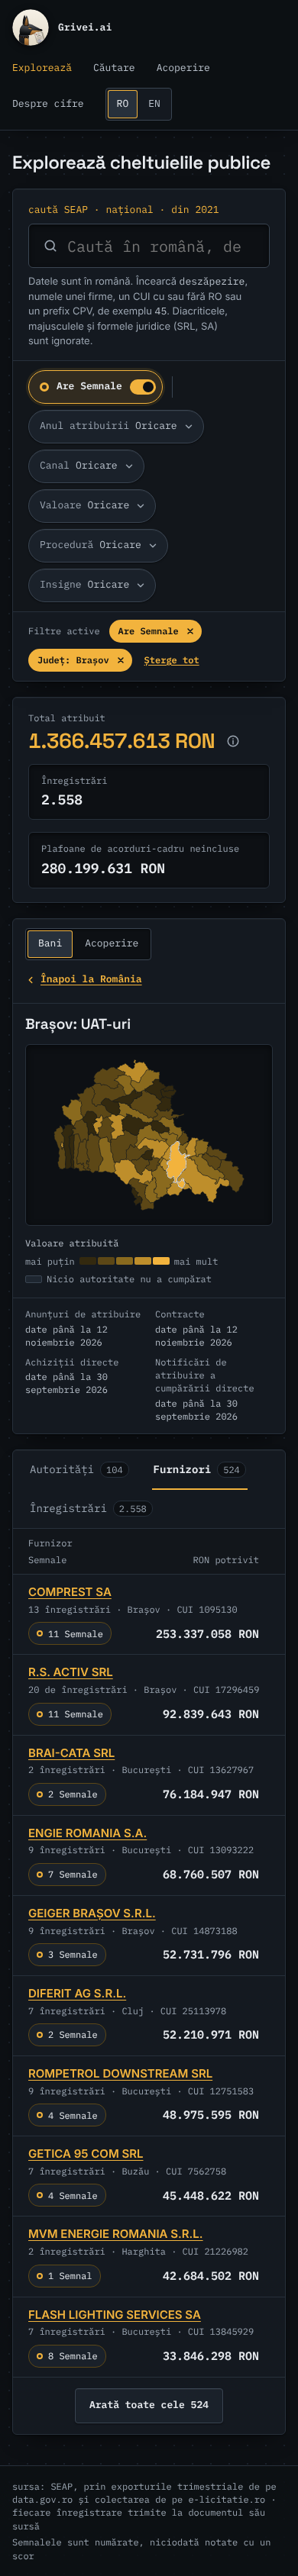 Grivei.ai
Explorează Căutare Acoperire
Despre cifre RO EN
Explorează cheltuielile publice
caută SEAP · național · din 2021
Caută în română, de
Datele sunt în română. Încearcă deszăpezire,
numele unei firme, un CUI cu sau fără RO sau
un prefix CPV, de exemplu 45. Diacriticele,
majusculele și formele juridice (SRL, SA)
sunt ignorate.
Are Semnale
Anul atribuirii Oricare
Canal Oricare
Valoare Oricare
Procedură Oricare
Insigne Oricare
Filtre active Are Semnale ×
Județ: Brașov × Șterge tot
Total atribuit
1.366.457.613 RON
Înregistrări
2.558
Plafoane de acorduri-cadru neincluse
280.199.631 RON
Bani Acoperire
‹ Înapoi la România
Brașov: UAT-uri
Valoare atribuită
mai puțin mai mult
Nicio autoritate nu a cumpărat
Anunțuri de atribuire
date până la 12
noiembrie 2026
Contracte
date până la 12
noiembrie 2026
Achiziții directe
date până la 30
septembrie 2026
Notificări de
atribuire a
cumpărării directe
date până la 30
septembrie 2026
Autorități 104 Furnizori 524
Înregistrări 2.558
Furnizor
Semnale RON potrivit
COMPREST SA
13 înregistrări · Brașov · CUI 1095130
11 Semnale 253.337.058 RON
R.S. ACTIV SRL
20 de înregistrări · Brașov · CUI 17296459
11 Semnale 92.839.643 RON
BRAI-CATA SRL
2 înregistrări · București · CUI 13627967
2 Semnale 76.184.947 RON
ENGIE ROMANIA S.A.
9 înregistrări · București · CUI 13093222
7 Semnale 68.760.507 RON
GEIGER BRAȘOV S.R.L.
9 înregistrări · Brașov · CUI 14873188
3 Semnale 52.731.796 RON
DIFERIT AG S.R.L.
7 înregistrări · Cluj · CUI 25113978
2 Semnale 52.210.971 RON
ROMPETROL DOWNSTREAM SRL
9 înregistrări · București · CUI 12751583
4 Semnale 48.975.595 RON
GETICA 95 COM SRL
7 înregistrări · Buzău · CUI 7562758
4 Semnale 45.448.622 RON
MVM ENERGIE ROMANIA S.R.L.
2 înregistrări · Harghita · CUI 21226982
1 Semnal 42.684.502 RON
FLASH LIGHTING SERVICES SA
7 înregistrări · București · CUI 13845929
8 Semnale 33.846.298 RON
Arată toate cele 524
sursa: SEAP, prin exporturile trimestriale de pe
data.gov.ro și colectarea de pe e-licitatie.ro ·
fiecare înregistrare trimite la documentul său
sursă
Semnalele sunt numărate, niciodată notate cu un
scor